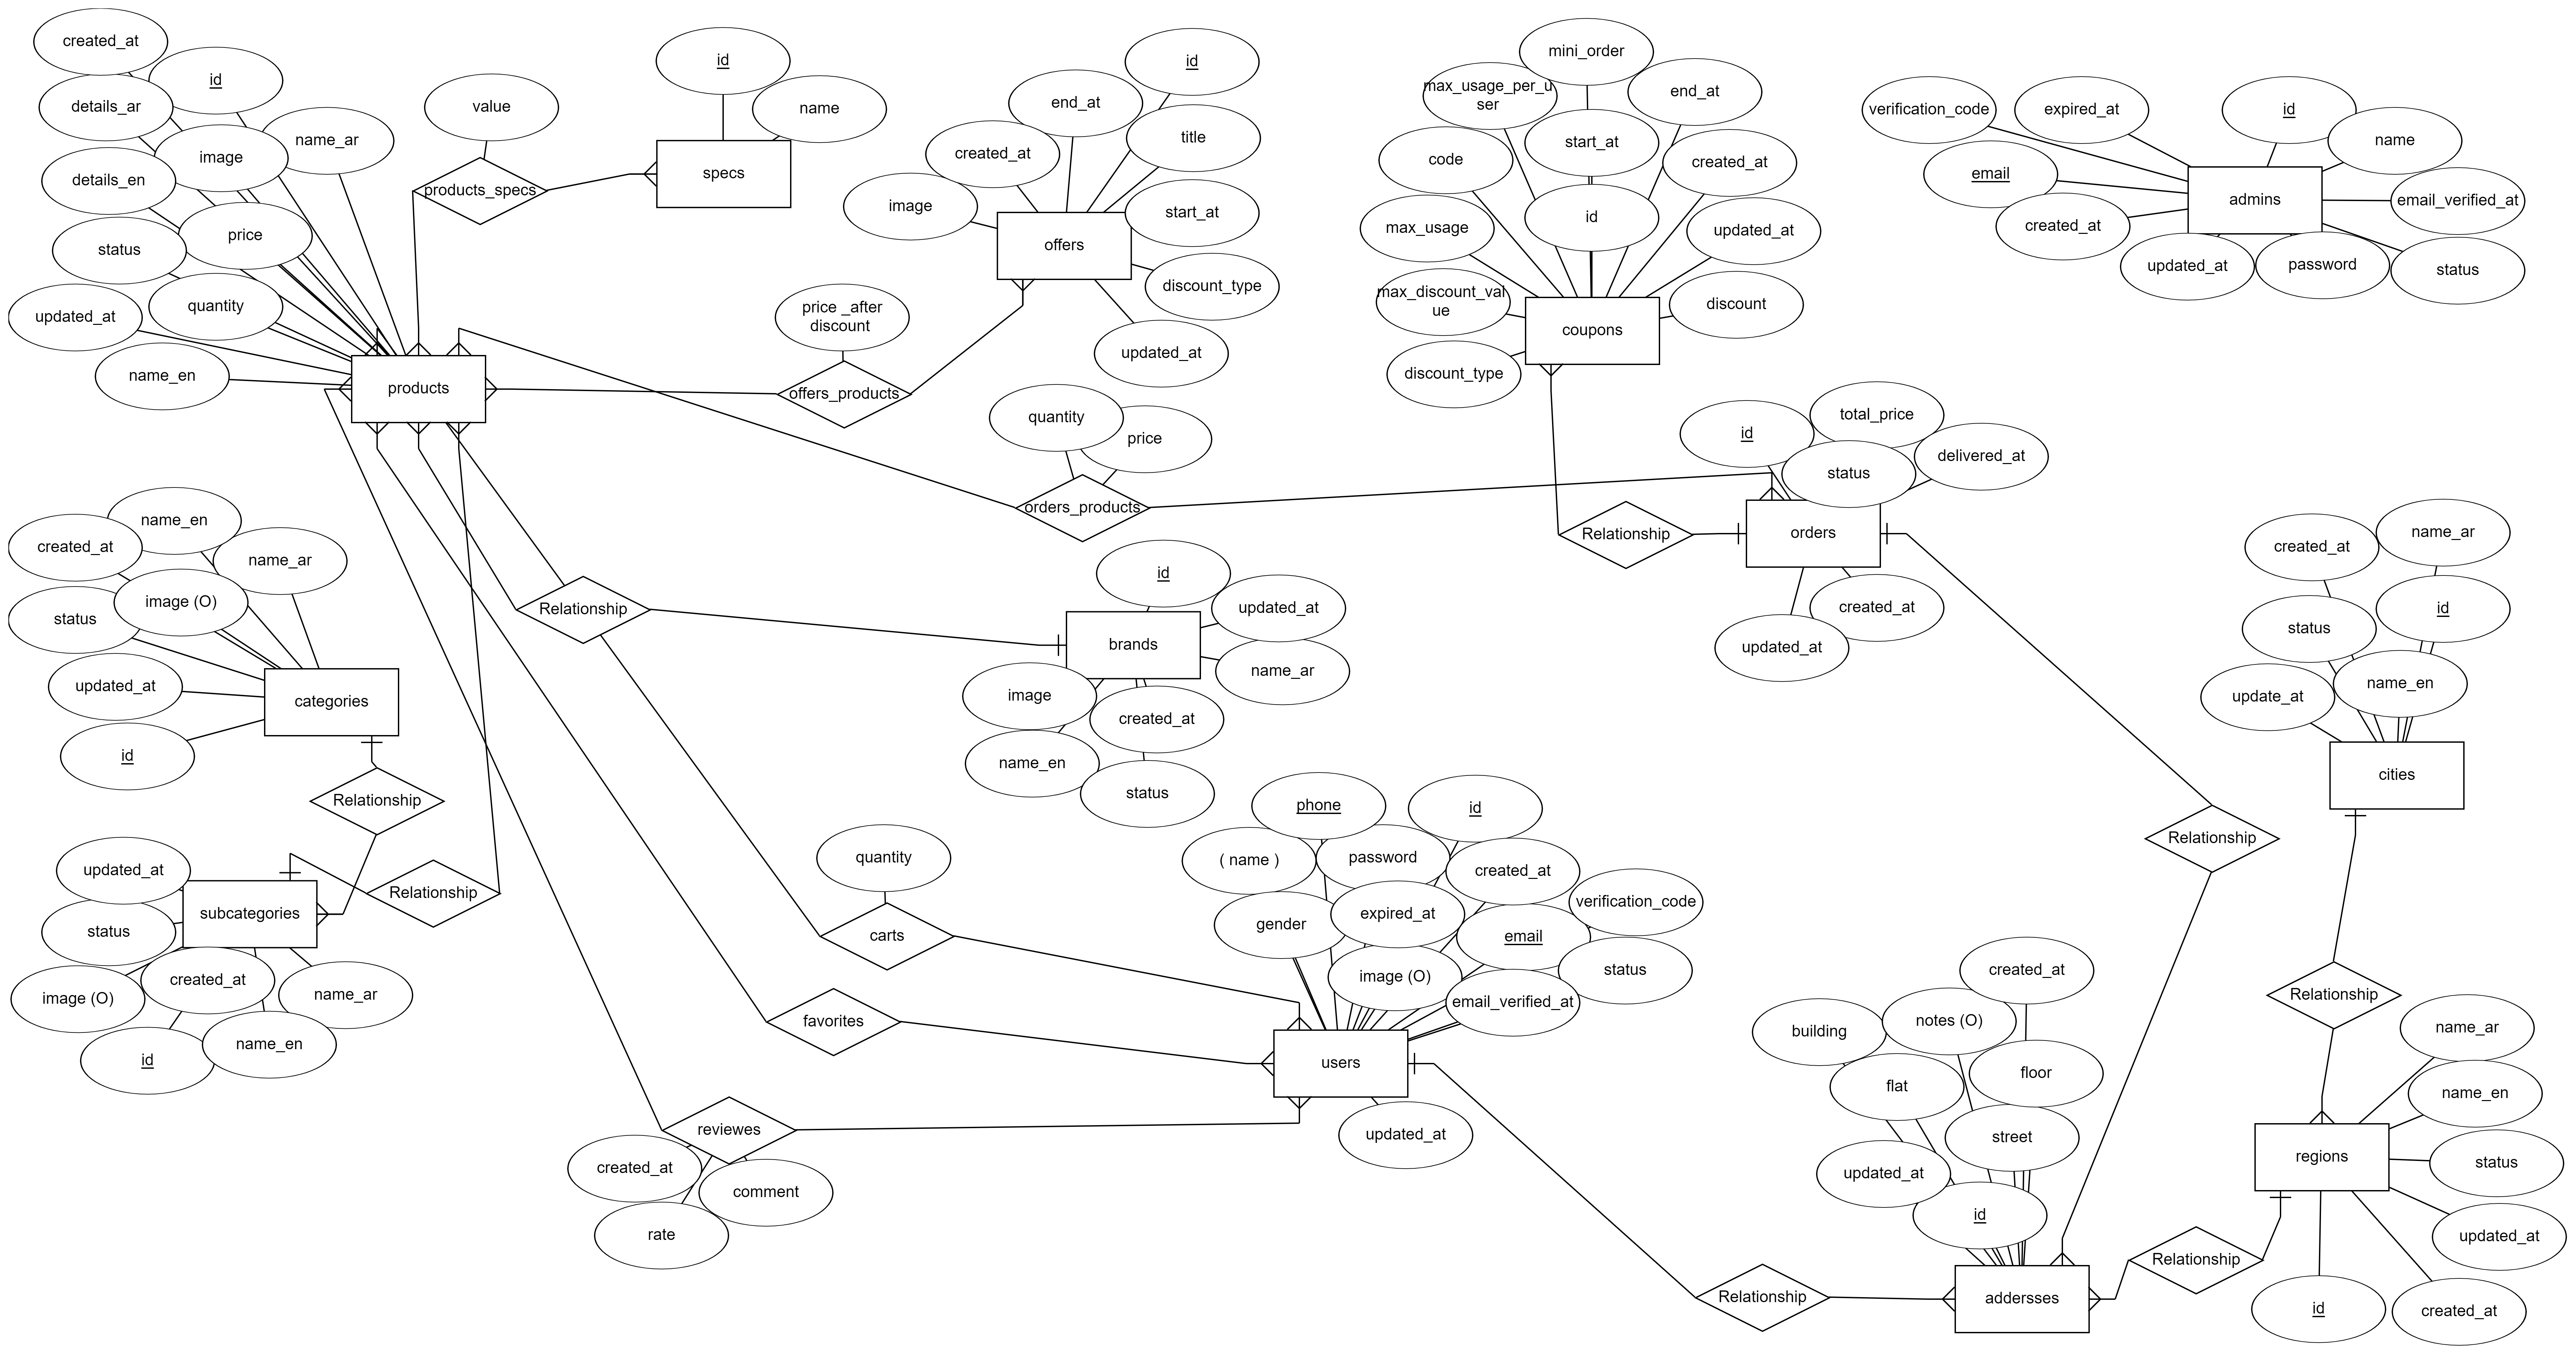 created_at
id
details_ar
name_ar
image
details_en
price
status
quantity
updated_at
name_en
products
value
products_specs
id
name
specs
id
end_at
title
created_at
image
start_at
offers
discount_type
updated_at
price _after
discount
offers_products
mini_order
max_usage_per_u
ser
end_at
start_at
code
created_at
id
max_usage
updated_at
max_discount_val
ue
discount
coupons
discount_type
verification_code
expired_at
id
name
email
admins
email_verified_at
created_at
updated_at
password
status
quantity
price
orders_products
id
total_price
status
delivered_at
Relationship
orders
created_at
updated_at
name_en
created_at
name_ar
image (O)
status
updated_at
categories
id
Relationship
Relationship
id
updated_at
brands
name_ar
image
created_at
name_en
status
created_at
name_ar
id
status
name_en
update_at
cities
Relationship
Relationship
updated_at
Relationship
subcategories
status
created_at
image (O)
name_ar
name_en
id
quantity
carts
favorites
reviewes
created_at
comment
rate
phone
id
( name )
password
created_at
expired_at
verification_code
gender
email
image (O)
status
email_verified_at
users
updated_at
created_at
building
notes (O)
flat
floor
street
updated_at
id
Relationship
addersses
Relationship
name_ar
name_en
regions
status
updated_at
id
created_at